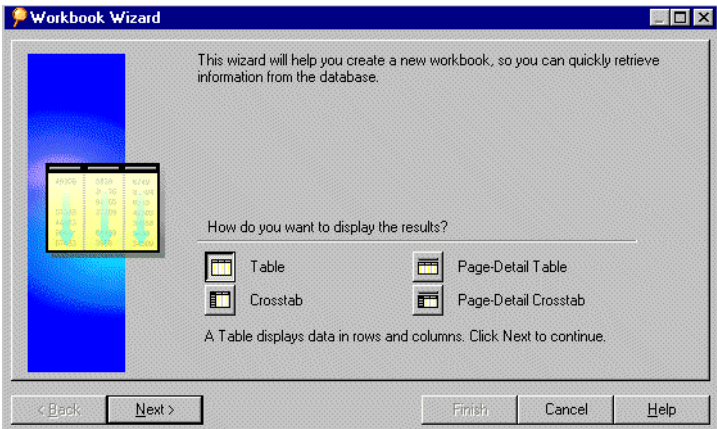 Workbook Wizard
This wizard will help you create a new workbook, so you can quickly retrieve
information from the database.
How do you want to display the results?
Table
Page-Detail Table
Crosstab
Page-Detail Crosstab
A Table displays data in rows and columns. Click Next to continue.
< Back
Next >
Finish
Cancel
Help